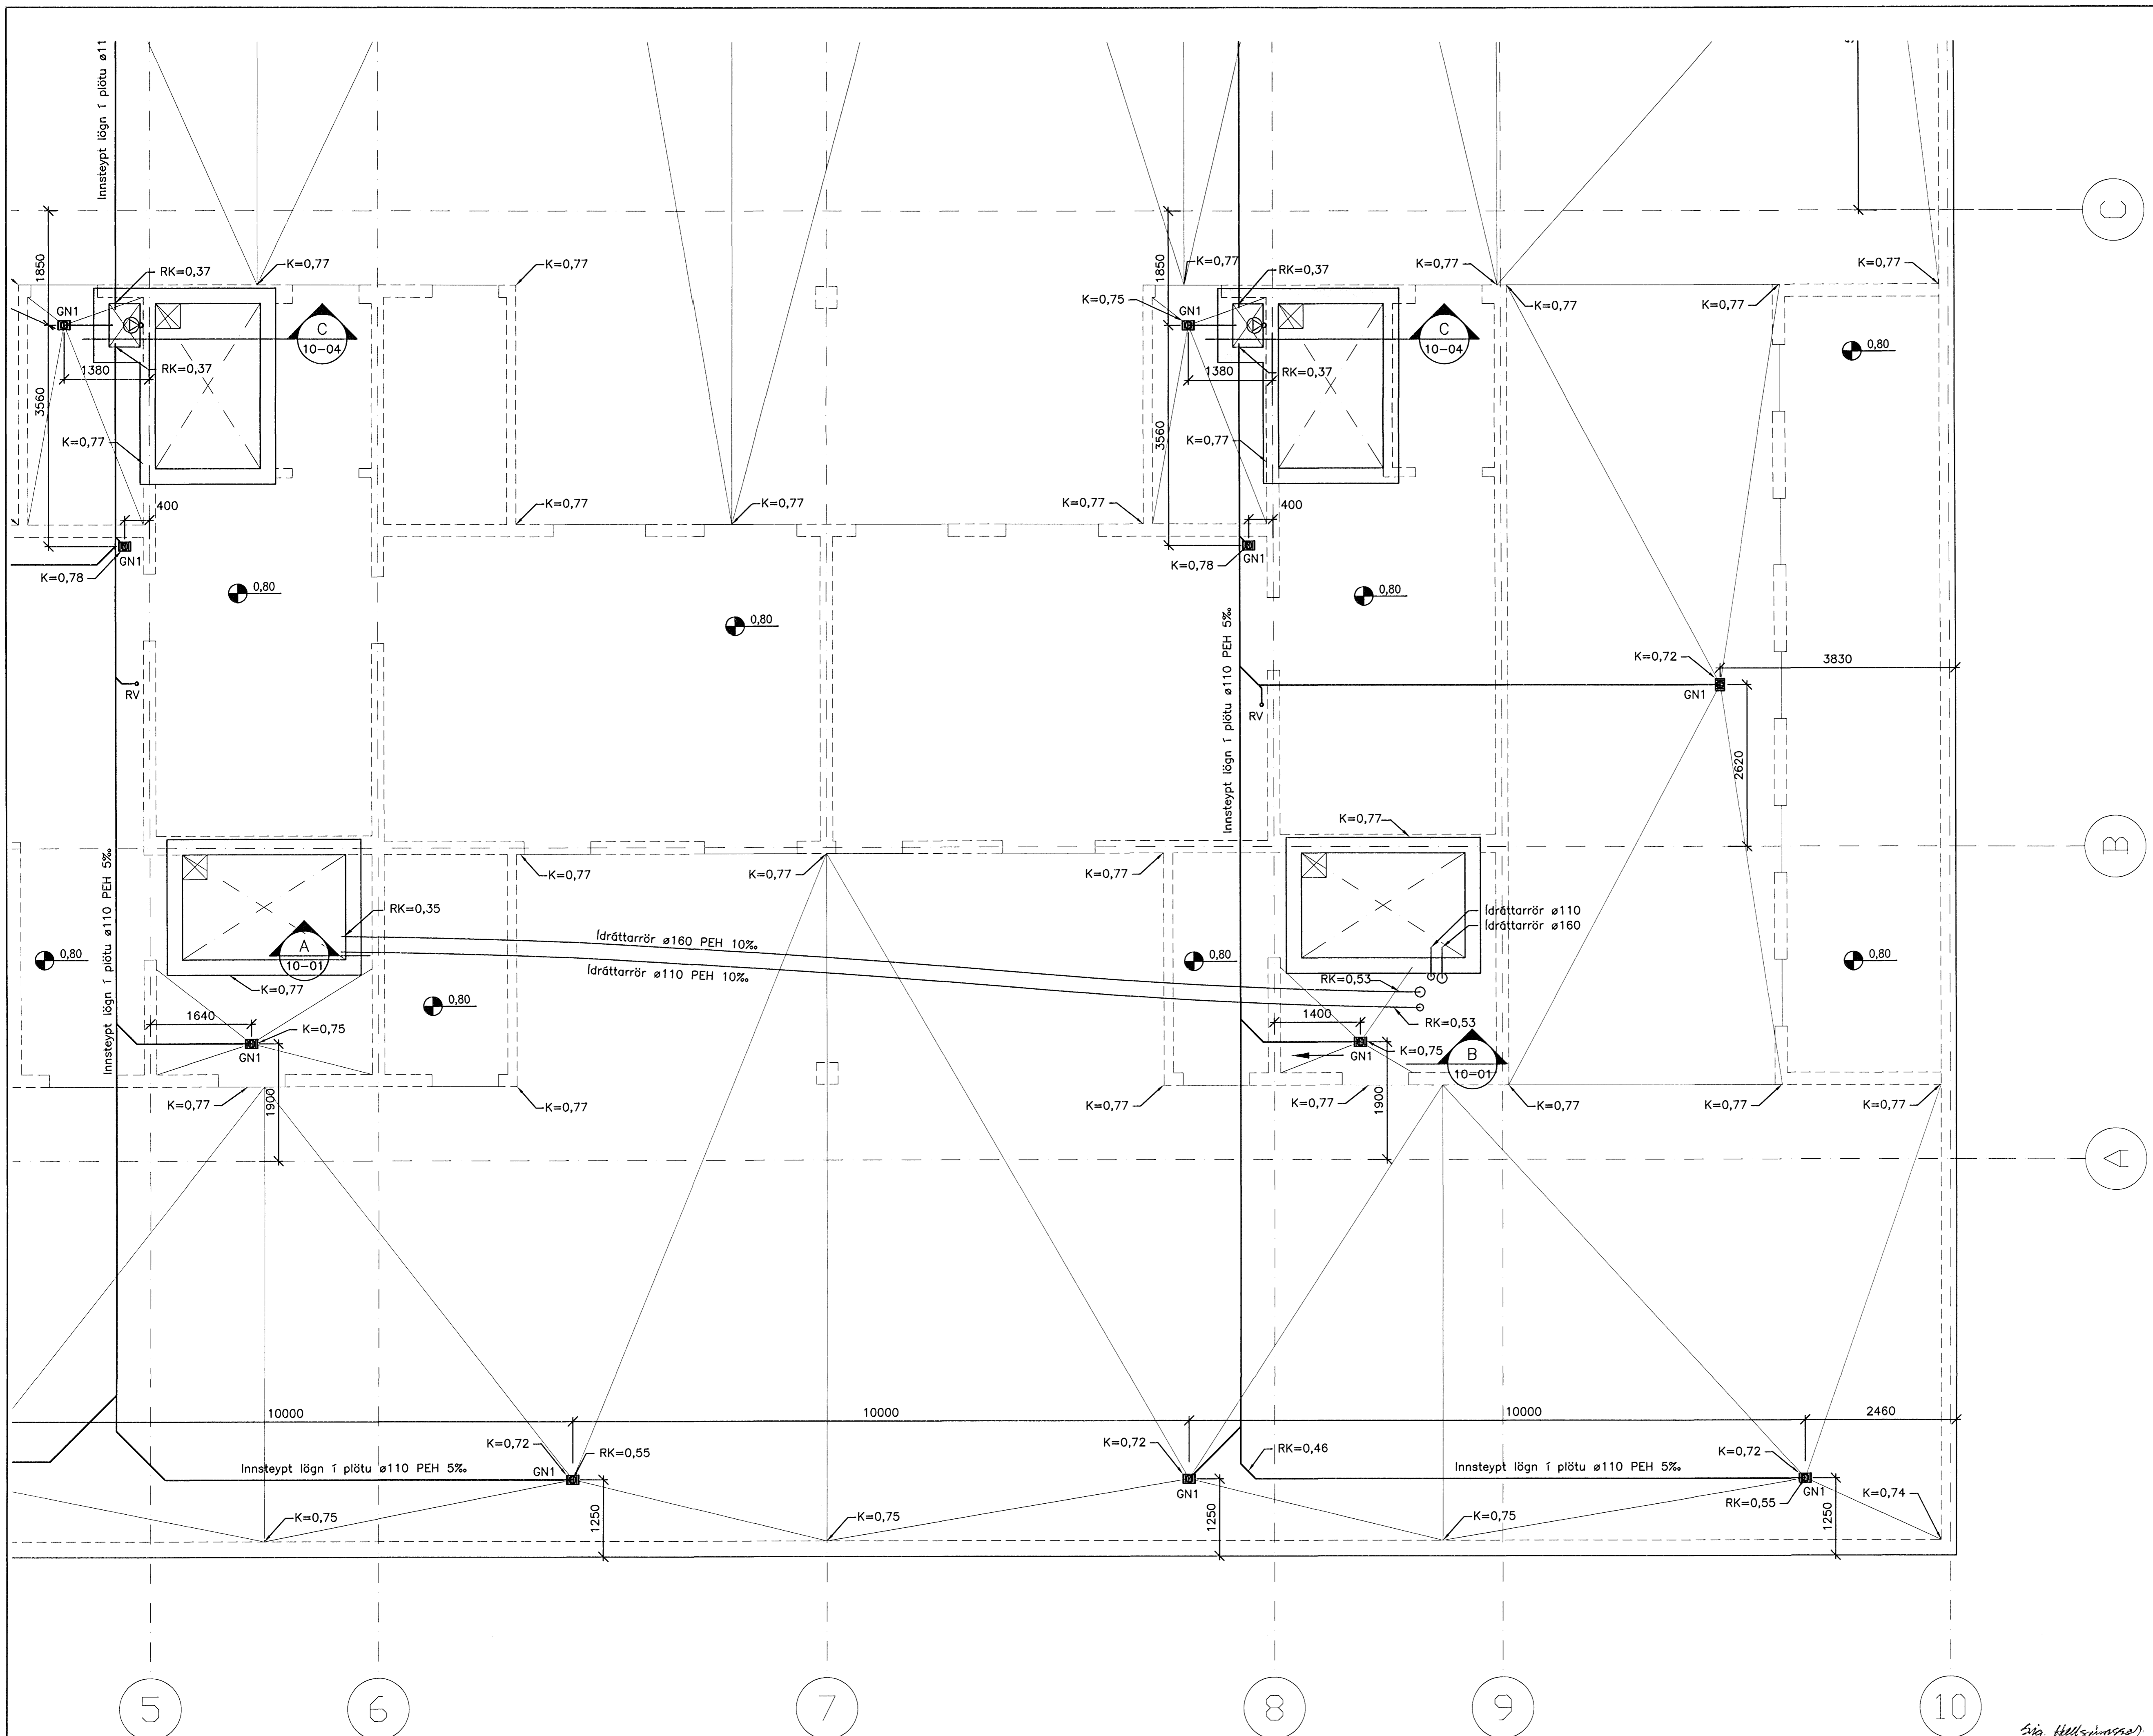 Innsteypt lögn í plötu ø11
C
1850
RK=0,37
K=0,77
K=0,77
GN1
C
10-04
1380
RK=0,37
3560
K=0,77
400
K=0,77
K=0,77
GN1
K=0,78
0,80
0,80
RV
1850
K=0,77
RK=0,37
K=0,75
GN1
C
10-04
1380
RK=0,37
3560
K=0,77
K=0,77
400
GN1
K=0,78
0,80
K=0,77
K=0,77
K=0,77
K=0,77
0,80
Innsteypt lögn í plötu ø110 PEH 5‰
RV
K=0,72
3830
GN1
2620
K=0,77
B
Innsteypt lögn í plötu ø110 PEH 5‰
K=0,77
K=0,77
K=0,77
RK=0,35
Ídráttarrör ø160 PEH 10‰
Ídráttarrör ø110 PEH 10‰
Ídráttarrör ø110
Ídráttarrör ø160
A
10-01
0,80
0,80
0,80
0,80
K=0,77
1640
K=0,75
GN1
RK=0,53
RK=0,53
1400
K=0,75
GN1
B
10-01
K=0,77
1900
K=0,77
K=0,77
K=0,77
1900
K=0,77
K=0,77
K=0,77
A
10000
10000
10000
2460
K=0,72
RK=0,55
K=0,72
RK=0,46
K=0,72
Innsteypt lögn í plötu ø110 PEH 5‰
GN1
GN1
Innsteypt lögn í plötu ø110 PEH 5‰
GN1
RK=0,55
K=0,74
K=0,75
1250
K=0,75
1250
K=0,75
1250
5
6
7
8
9
10